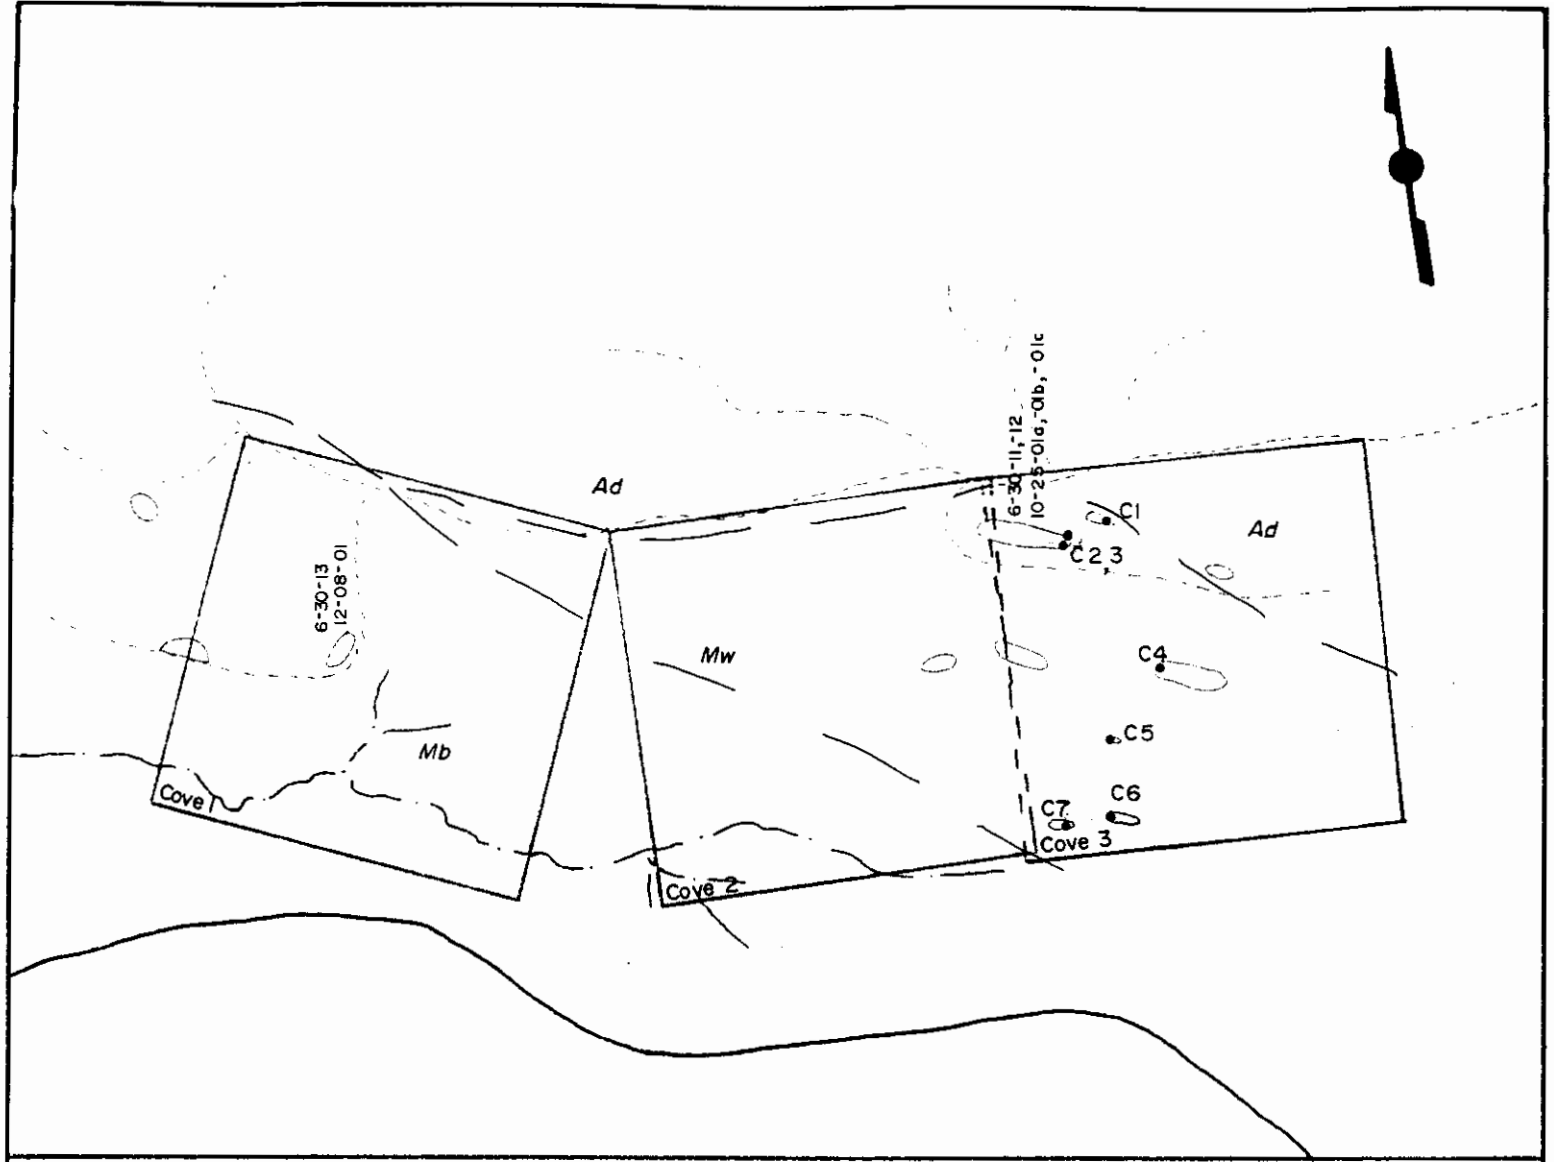 6-30-11,-12
10-25-01a,-01b,-01c
Ad
C1
Ad
C2,3
6-30-13
12-08-01
Mw
C4
C5
Mb
Cove 1
C6
C7
Cove 3
Cove 2